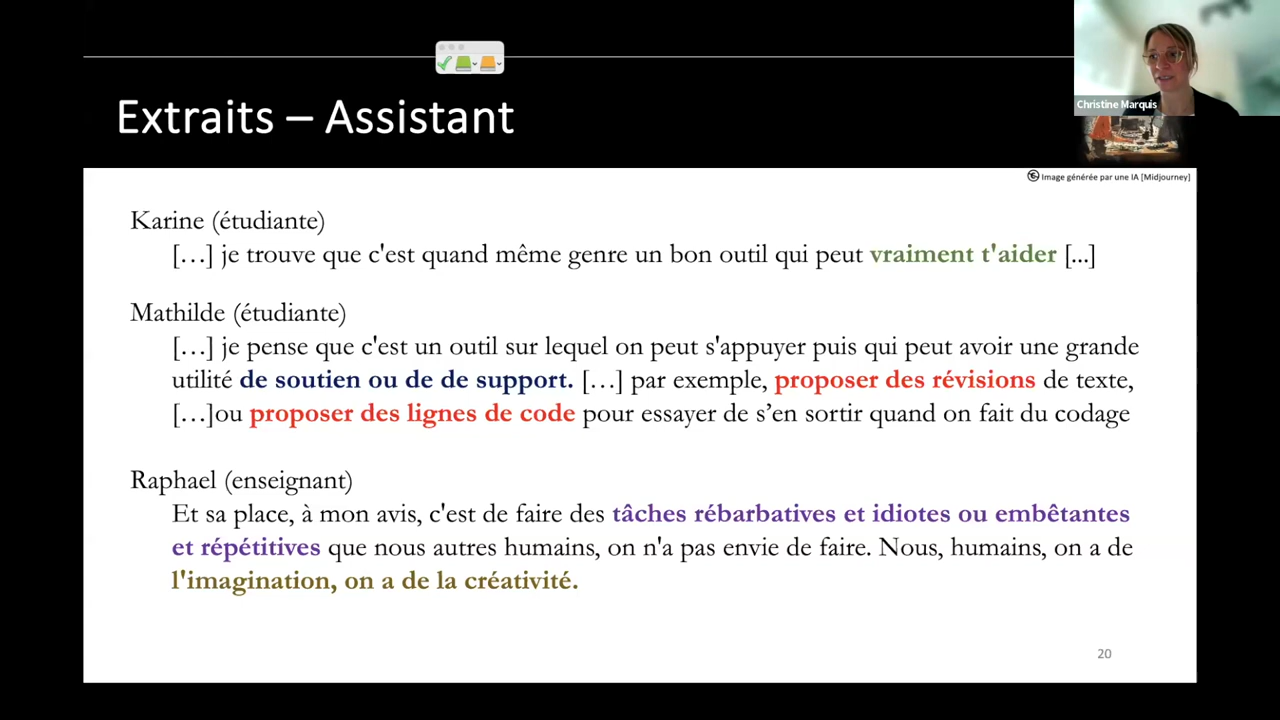 Extraits – Assistant
Christine Marquis
Image générée par une IA [Midjourney]
Karine (étudiante)
[…] je trouve que c'est quand même genre un bon outil qui peut vraiment t'aider [...]
Mathilde (étudiante)
[…] je pense que c'est un outil sur lequel on peut s'appuyer puis qui peut avoir une grande
utilité de soutien ou de de support. […] par exemple, proposer des révisions de texte,
[…]ou proposer des lignes de code pour essayer de s’en sortir quand on fait du codage
Raphael (enseignant)
Et sa place, à mon avis, c'est de faire des tâches rébarbatives et idiotes ou embêtantes
et répétitives que nous autres humains, on n'a pas envie de faire. Nous, humains, on a de
l'imagination, on a de la créativité.
20